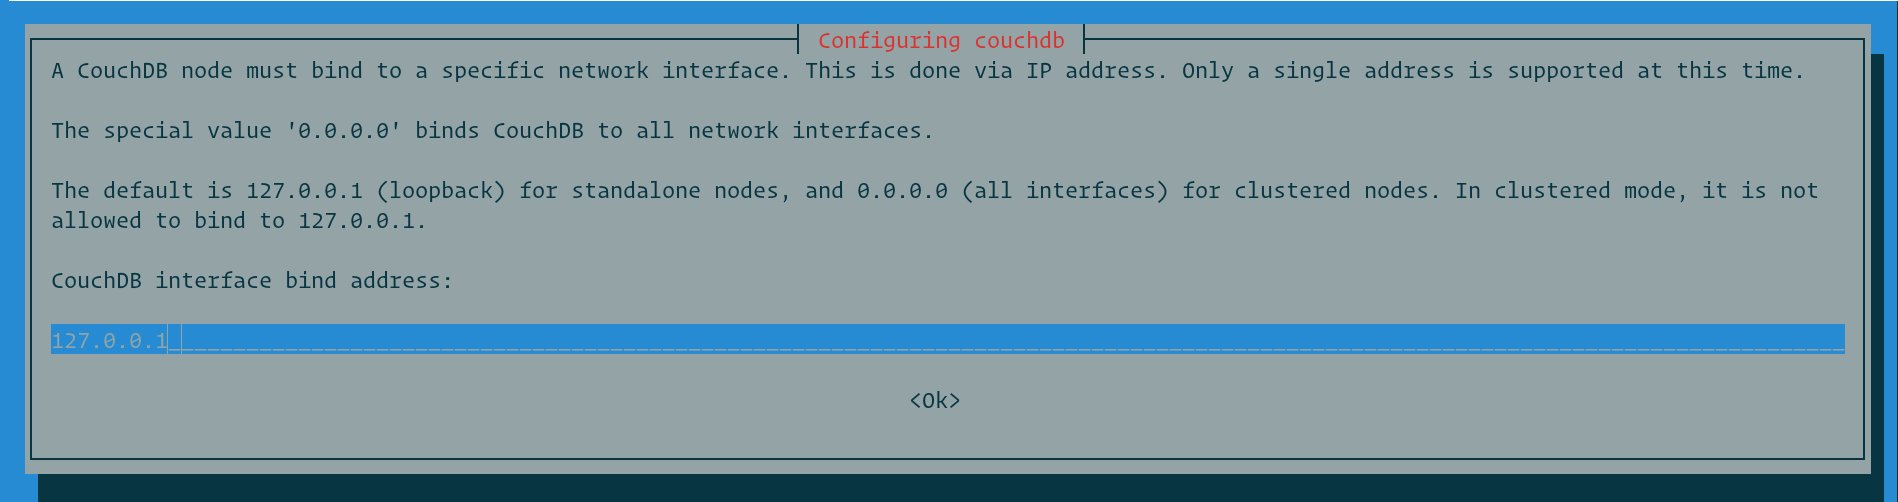 Configuring couchdb
A CouchDB node must bind to a specific network interface. This is done via IP address. Only a single address is supported at this time.
The special value '0.0.0.0' binds CouchDB to all network interfaces.
The default is 127.0.0.1 (loopback) for standalone nodes, and 0.0.0.0 (all interfaces) for clustered nodes. In clustered mode, it is not
allowed to bind to 127.0.0.1.
CouchDB interface bind address:
127.0.0.1
<Ok>